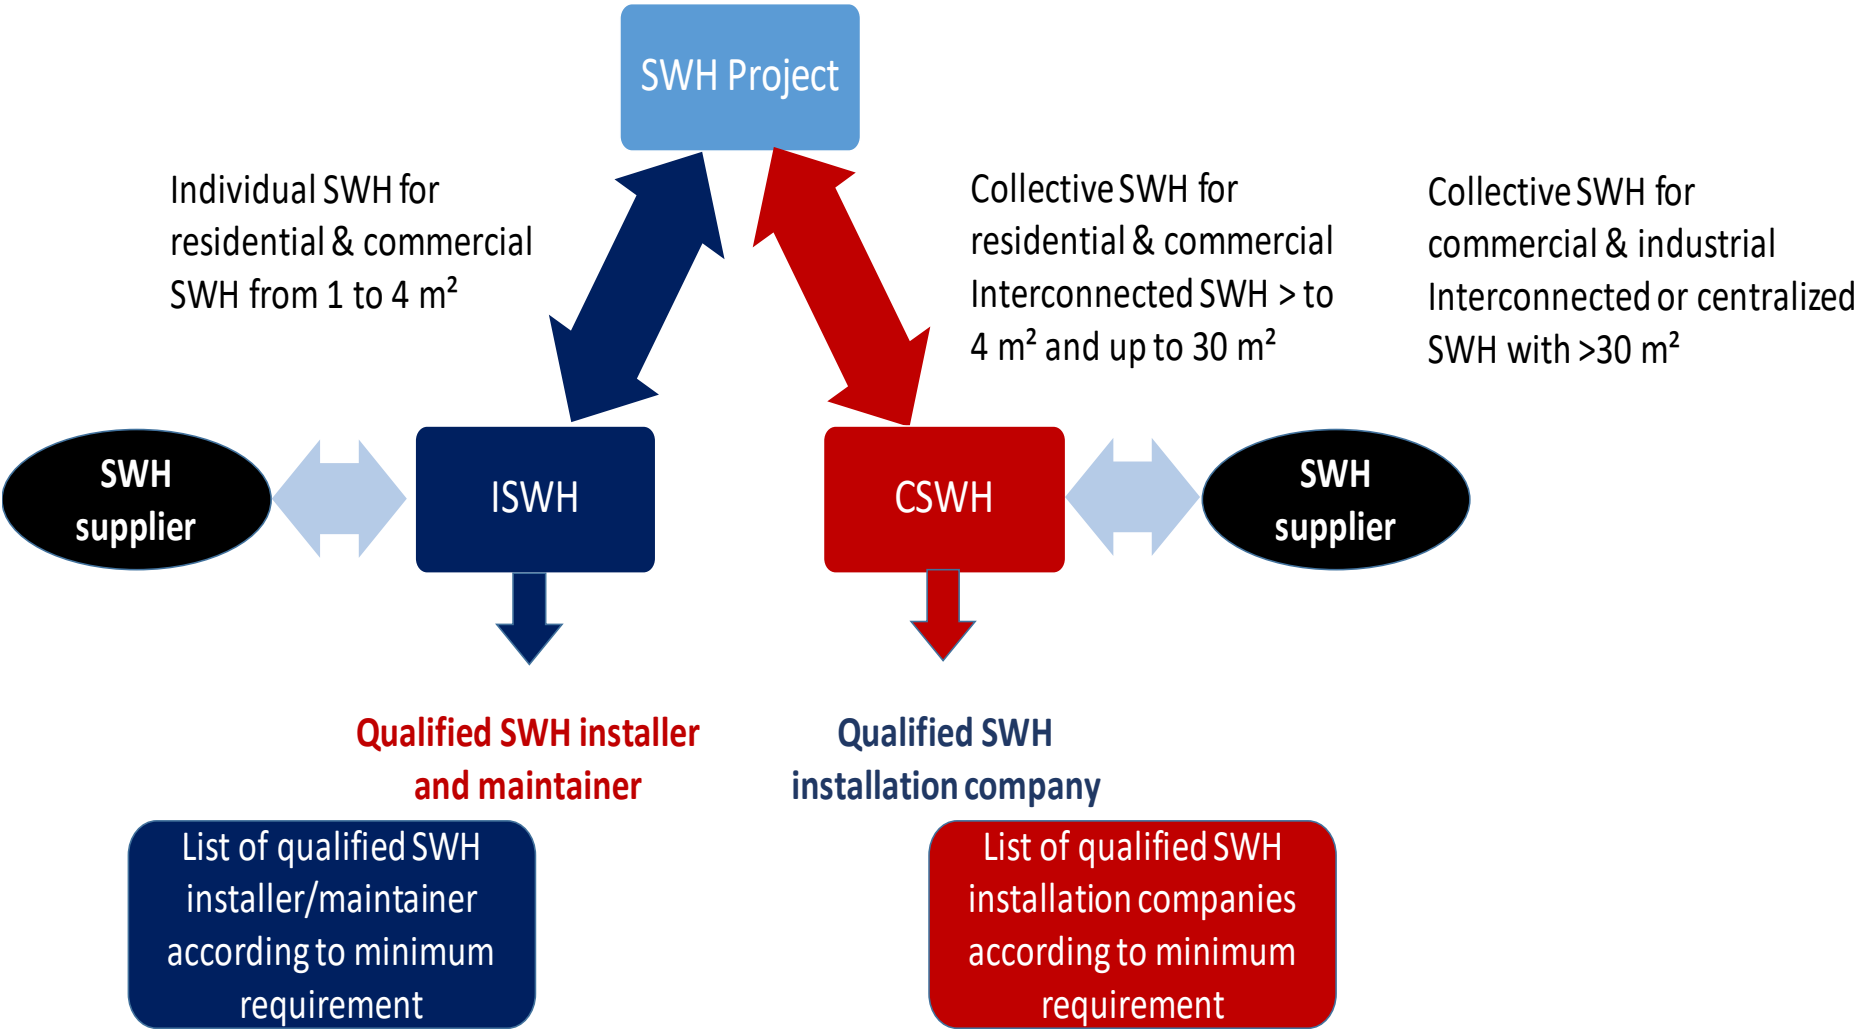 SWH Project
Individual SWH for
residential & commercial
SWH from 1 to 4 m²
Collective SWH for
residential & commercial
Interconnected SWH > to
4 m² and up to 30 m²
Collective SWH for
commercial & industrial
Interconnected or centralized
SWH with >30 m²
SWH
supplier
ISWH
CSWH
SWH
supplier
Qualified SWH installer
and maintainer
Qualified SWH
installation company
List of qualified SWH
installer/maintainer
according to minimum
requirement
List of qualified SWH
installation companies
according to minimum
requirement